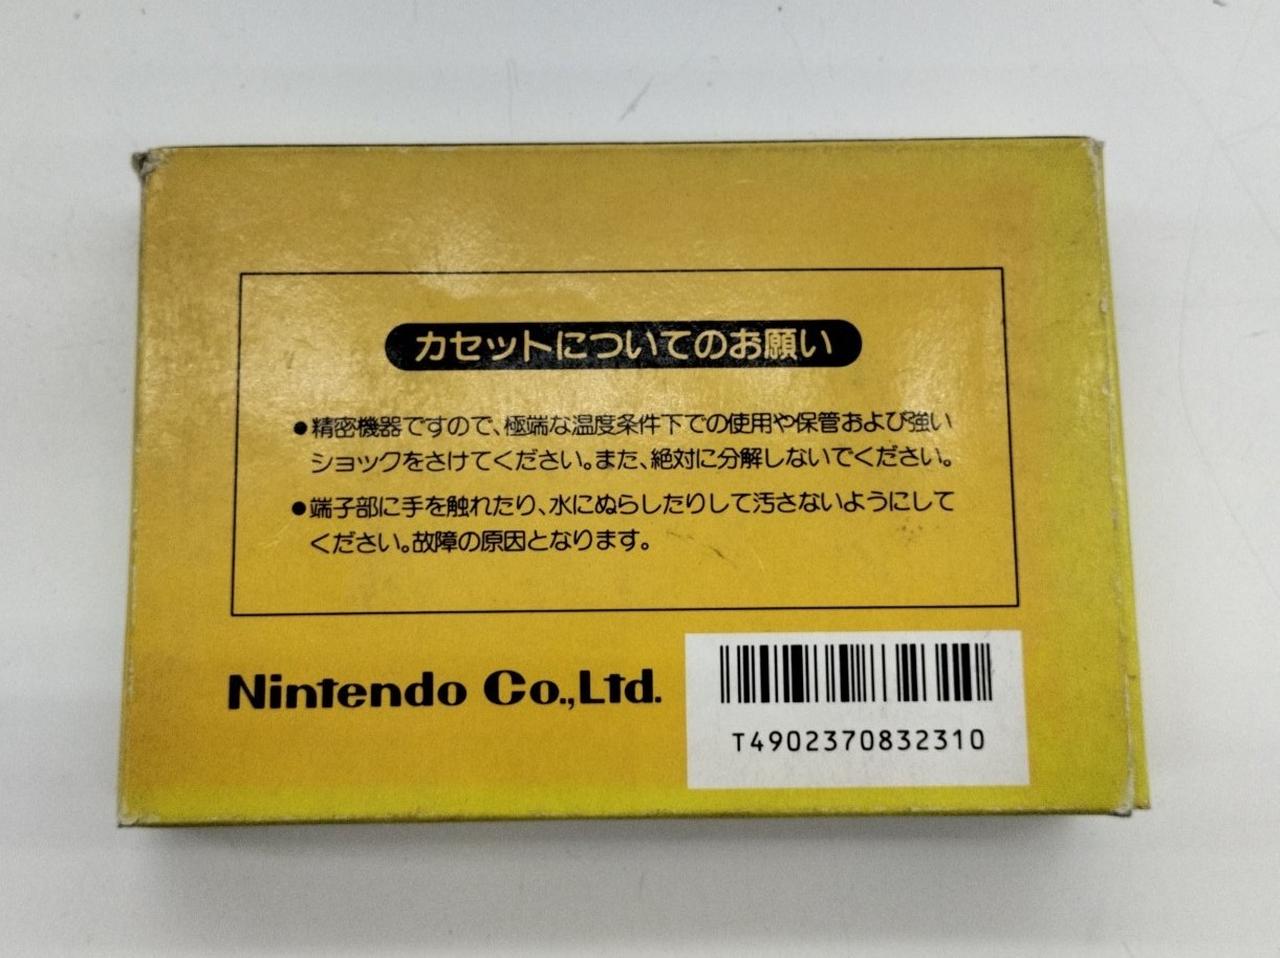 カセットについてのお願い
●精密機器ですので、極端な温度条件下での使用や保管および強い
ショックをさけてください。また、絶対に分解しないでください。
●端子部に手を触れたり、水にぬらしたりして汚さないようにして
ください。故障の原因となります。
Nintendo Co.,Ltd.
T4902370832310